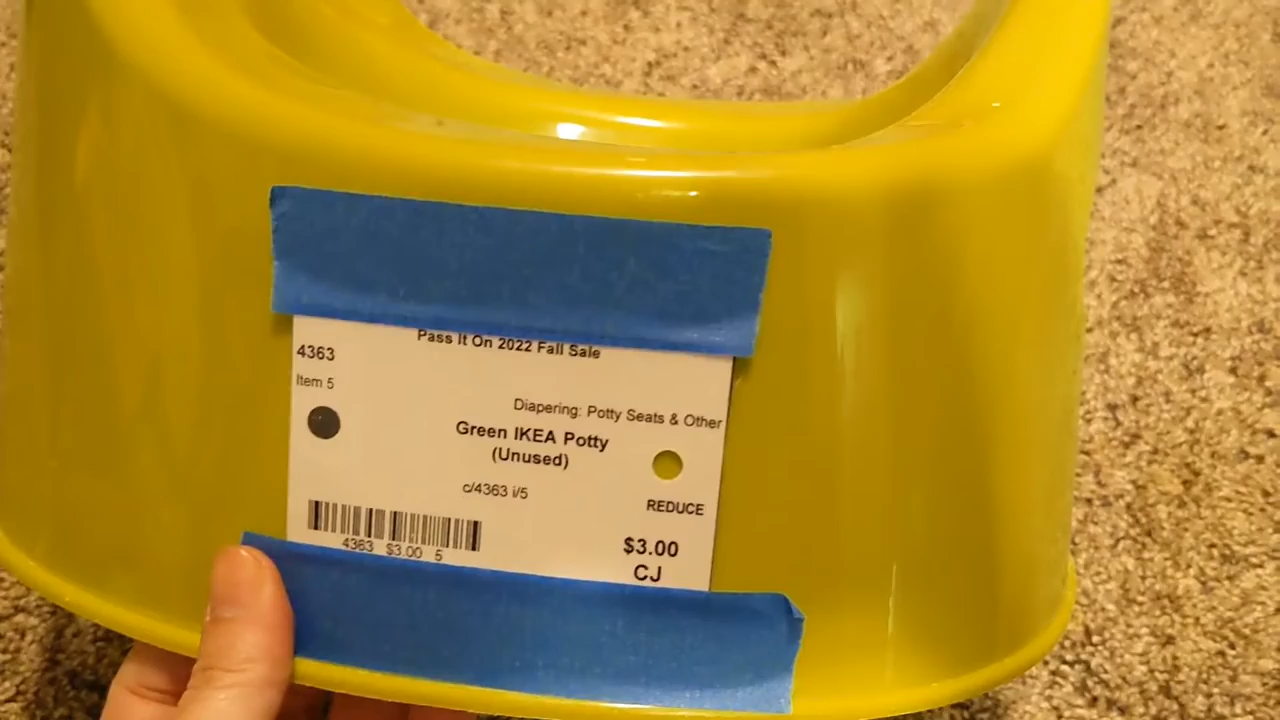 Pass It On 2022 Fall Sale
4363
Item 5
Diapering: Potty Seats & Other
Green IKEA Potty
(Unused)
c/4363 i/5
REDUCE
4363 $3.00 5
$3.00
CJ